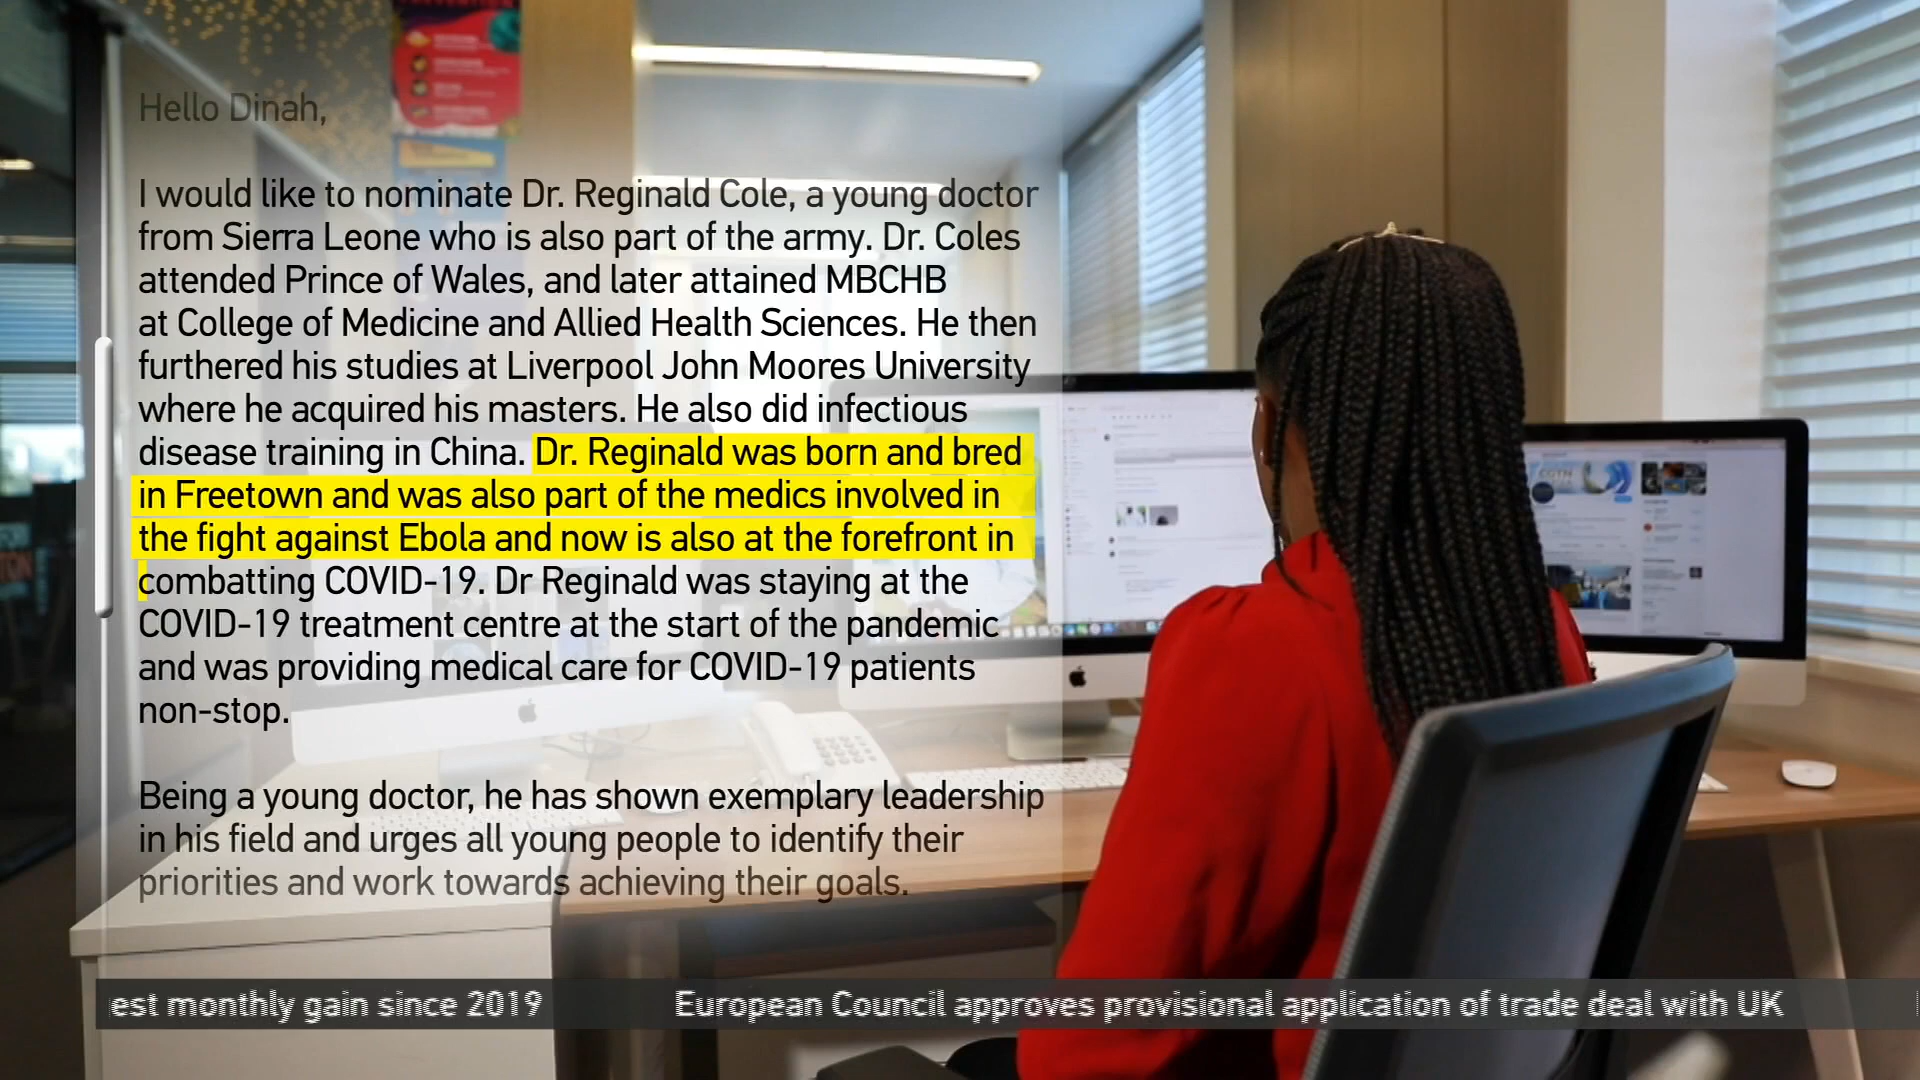 Hello Dinah,
I would like to nominate Dr. Reginald Cole, a young doctor
from Sierra Leone who is also part of the army. Dr. Coles
attended Prince of Wales, and later attained MBCHB
at College of Medicine and Allied Health Sciences. He then
furthered his studies at Liverpool John Moores University
where he acquired his masters. He also did infectious
disease training in China. Dr. Reginald was born and bred
in Freetown and was also part of the medics involved in
the fight against Ebola and now is also at the forefront in
combatting COVID-19. Dr Reginald was staying at the
COVID-19 treatment centre at the start of the pandemic
and was providing medical care for COVID-19 patients
non-stop.
Being a young doctor, he has shown exemplary leadership
in his field and urges all young people to identify their
priorities and work towards achieving their goals.
est monthly gain since 2019 European Council approves provisional application of trade deal with UK